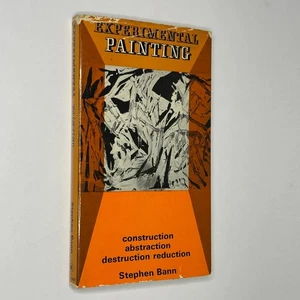 EXPERIMENTAL
PAINTING
construction
abstraction
destruction reduction
Stephen Bann